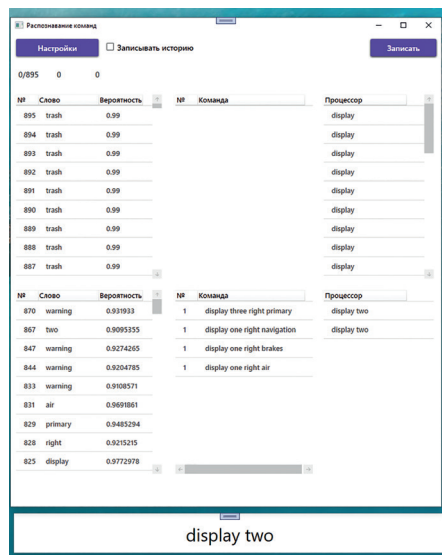 Распознавание команд
Настройки Записывать историю Записать
0/895 0 0
№ Слово Вероятность № Команда Процессор
895 trash 0.99 display
894 trash 0.99 display
893 trash 0.99 display
892 trash 0.99 display
891 trash 0.99 display
890 trash 0.99 display
889 trash 0.99 display
888 trash 0.99 display
887 trash 0.99 display
№ Слово Вероятность № Команда Процессор
870 warning 0.931933 1 display three right primary display two
867 two 0.9095355 1 display one right navigation display two
847 warning 0.9274265 1 display one right brakes
844 warning 0.9204785 1 display one right air
833 warning 0.9108571
831 air 0.9691861
829 primary 0.9485294
828 right 0.9215215
825 display 0.9772978
display two